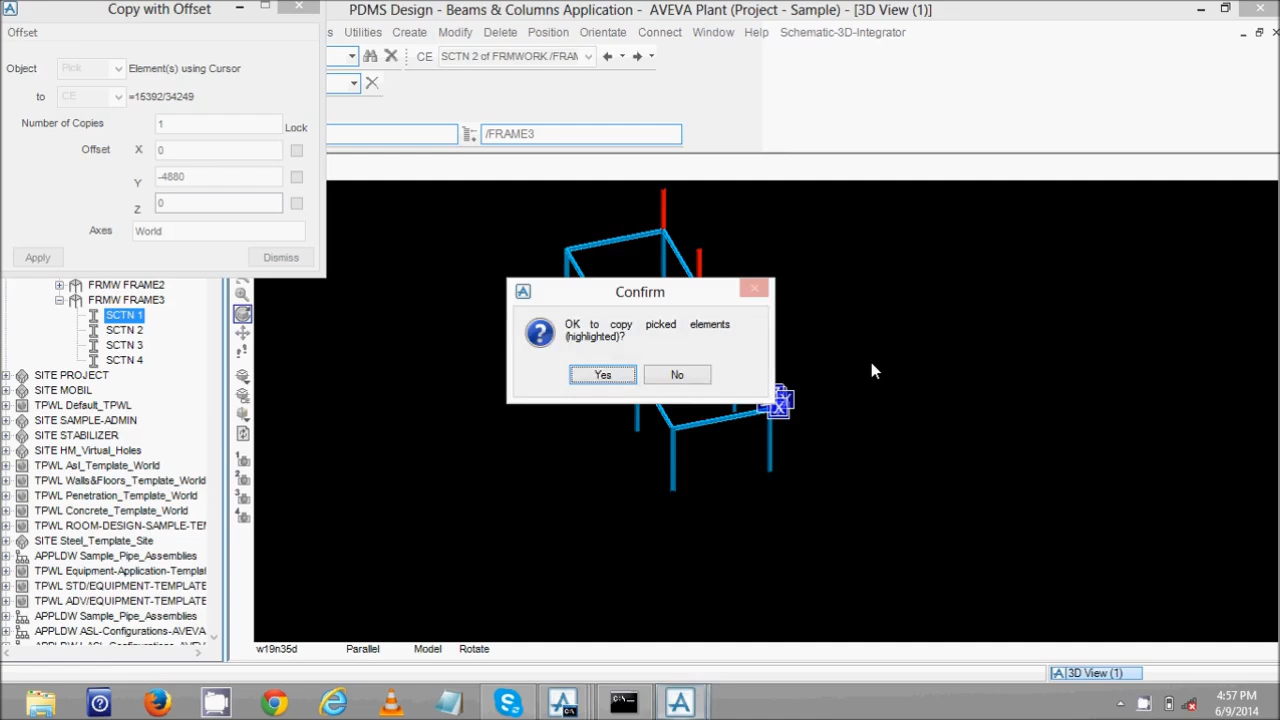 Copy with Offset
PDMS Design - Beams & Columns Application - AVEVA Plant (Project - Sample) - [3D View (1)]
Offset
Utilities Create Modify Delete Position Orientate Connect Window Help Schematic-3D-Integrator
CE SCTN 2 of FRMWORK /FRAM
Object Pick Element(s) using Cursor
to CE =15392/34249
Number of Copies 1 Lock
/FRAME3
Offset X 0
Y -4880
Z 0
Axes World
Apply Dismiss
FRMW FRAME2
FRMW FRAME3
SCTN 1
SCTN 2
SCTN 3
SCTN 4
SITE PROJECT
SITE MOBIL
TPWL Default_TPWL
SITE SAMPLE-ADMIN
SITE STABILIZER
SITE HM_Virtual_Holes
TPWL Asl_Template_World
TPWL Walls&Floors_Template_World
TPWL Penetration_Template_World
TPWL Concrete_Template_World
TPWL ROOM-DESIGN-SAMPLE-TEM
SITE Steel_Template_Site
APPLDW Sample_Pipe_Assemblies
TPWL Equipment-Application-Templat
TPWL STD/EQUIPMENT-TEMPLATE
TPWL ADV/EQUIPMENT-TEMPLATE
APPLDW Sample_Pipe_Assemblies
APPLDW ASL-Configurations-AVEVA
Confirm
OK to copy picked elements
(highlighted)?
Yes No
X
w19n35d Parallel Model Rotate
3D View (1)
4:57 PM
6/9/2014